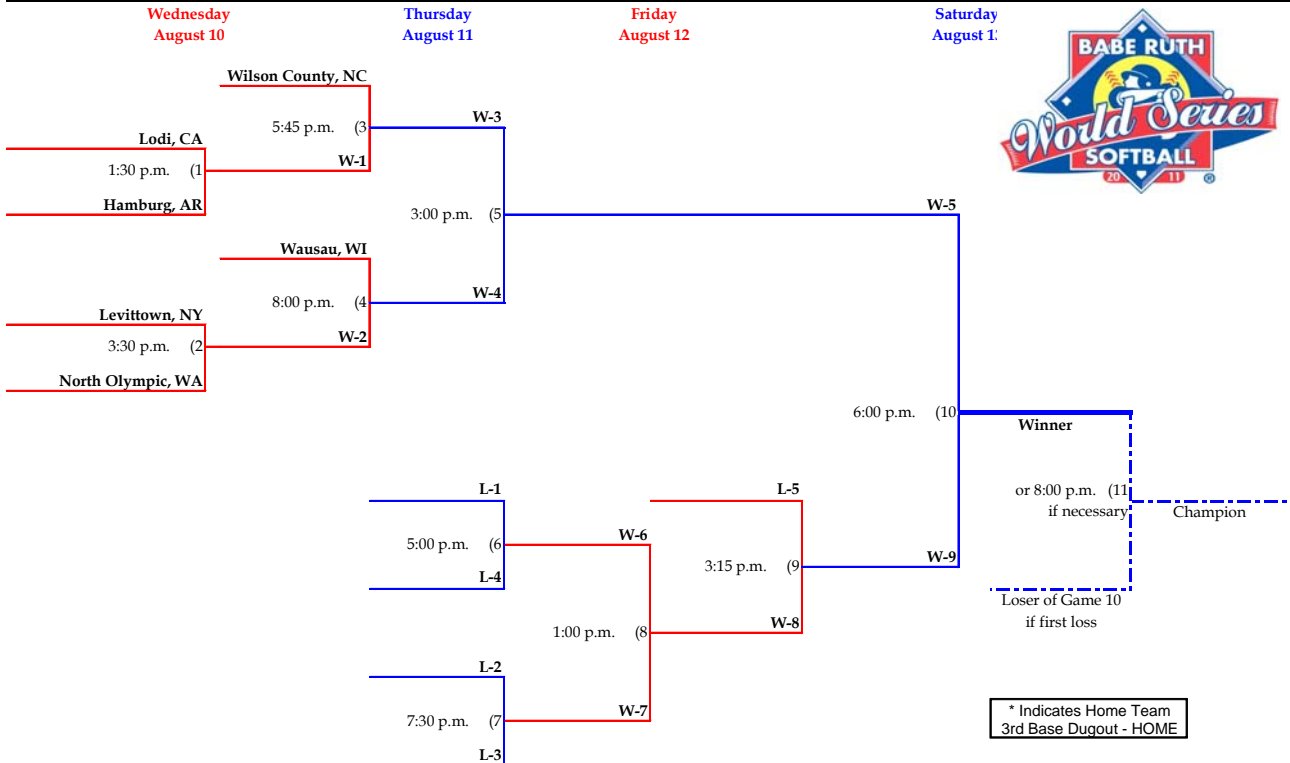 Wednesday
August 10
Thursday
August 11
Friday
August 12
Saturday
August 1
BABE RUTH
World Series
SOFTBALL
20 11 ®
Wilson County, NC
5:45 p.m. (3
W-3
Lodi, CA
1:30 p.m. (1
W-1
Hamburg, AR
3:00 p.m. (5
W-5
Wausau, WI
8:00 p.m. (4
W-4
Levittown, NY
3:30 p.m. (2
W-2
North Olympic, WA
6:00 p.m. (10
Winner
L-1
L-5
or 8:00 p.m. (11
if necessary
Champion
5:00 p.m. (6
W-6
3:15 p.m. (9
W-9
L-4
Loser of Game 10
if first loss
1:00 p.m. (8
W-8
L-2
7:30 p.m. (7
W-7
L-3
* Indicates Home Team
3rd Base Dugout - HOME